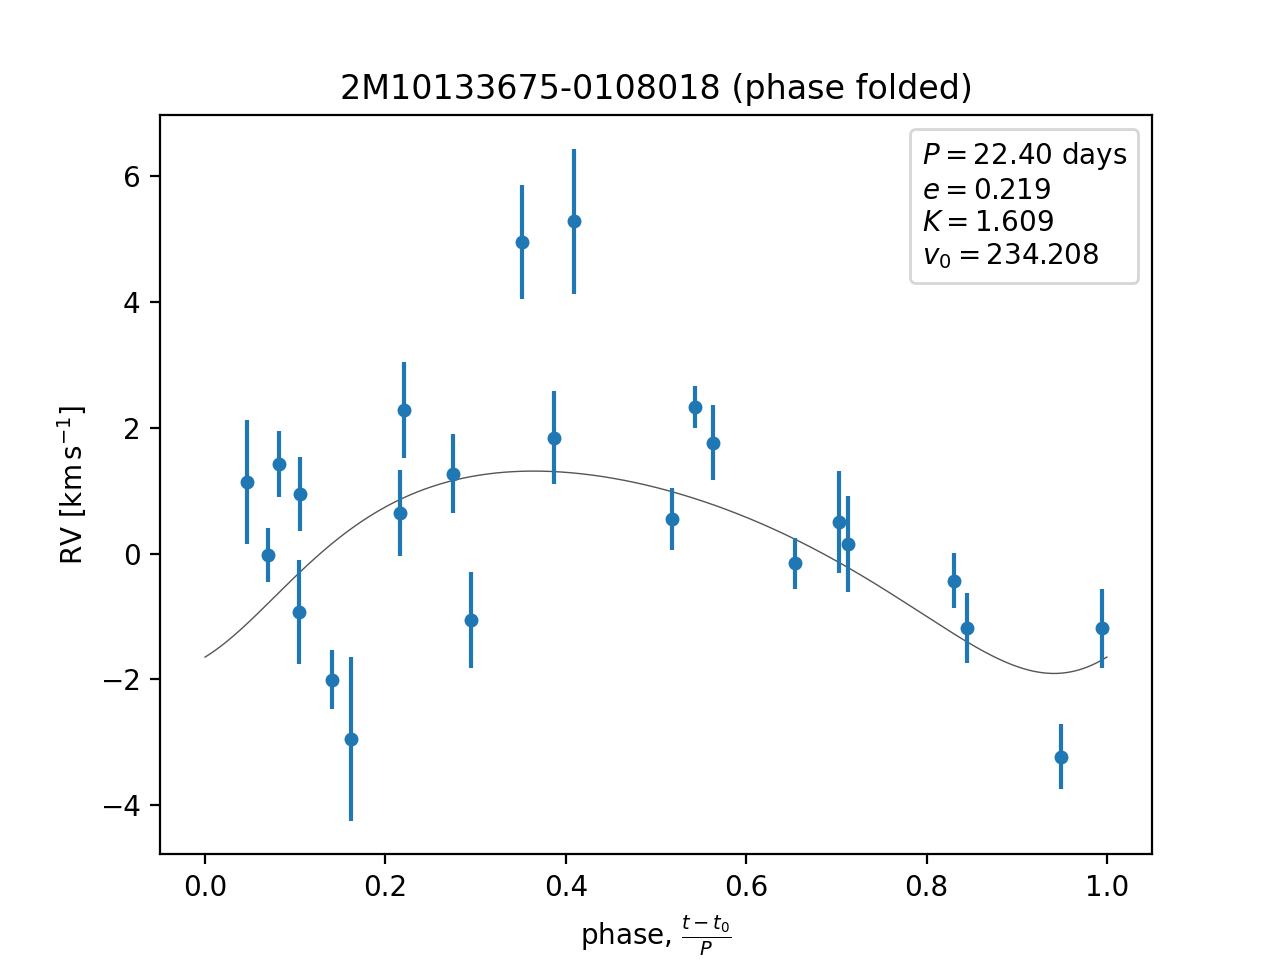 2M10133675-0108018 (phase folded)
P = 22.40 days
e = 0.219
K = 1.609
v₀ = 234.208
RV [km s⁻¹]
6
4
2
0
−2
−4
0.0 0.2 0.4 0.6 0.8 1.0
phase, (t − t₀)/P